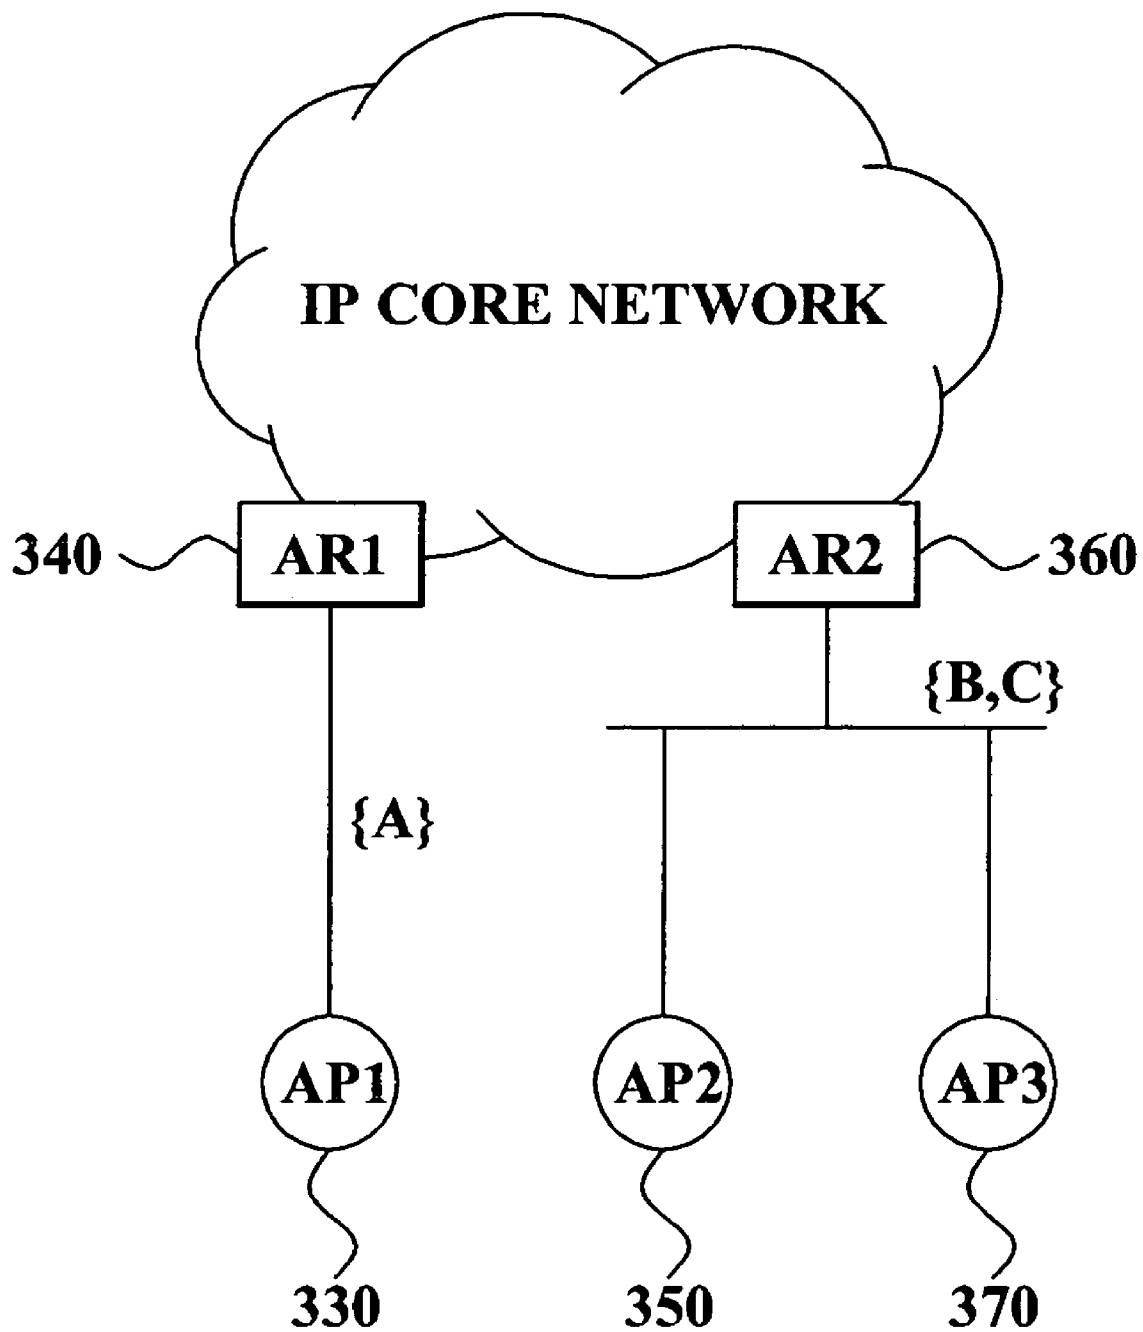 IP CORE NETWORK
340
AR1
AR2
360
{B,C}
{A}
AP1
AP2
AP3
330
350
370